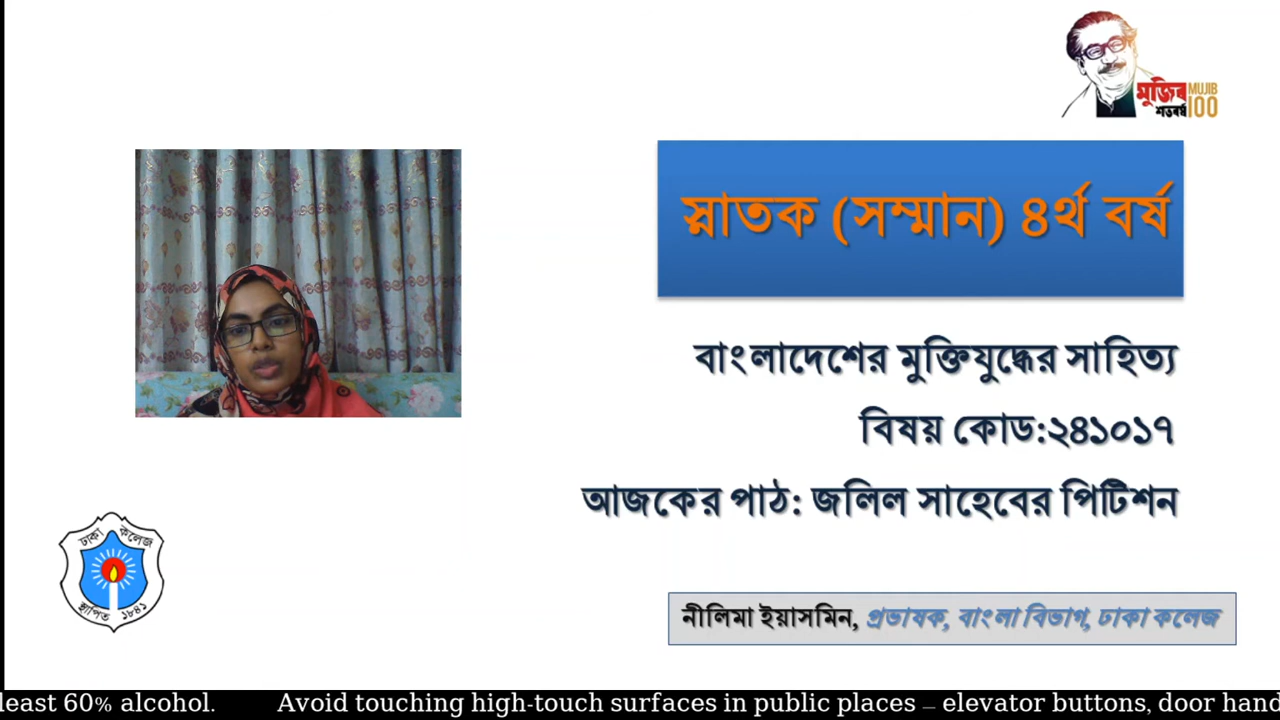 মুজিব MUJIB
শতবর্ষ 100
স্নাতক (সম্মান) ৪র্থ বর্ষ
বাংলাদেশের মুক্তিযুদ্ধের সাহিত্য
বিষয় কোড:২৪১০১৭
আজকের পাঠ: জলিল সাহেবের পিটিশন
ঢাকা কলেজ
স্থাপিত ১৮৪১
নীলিমা ইয়াসমিন, প্রভাষক, বাংলা বিভাগ, ঢাকা কলেজ
least 60% alcohol. Avoid touching high-touch surfaces in public places – elevator buttons, door hand